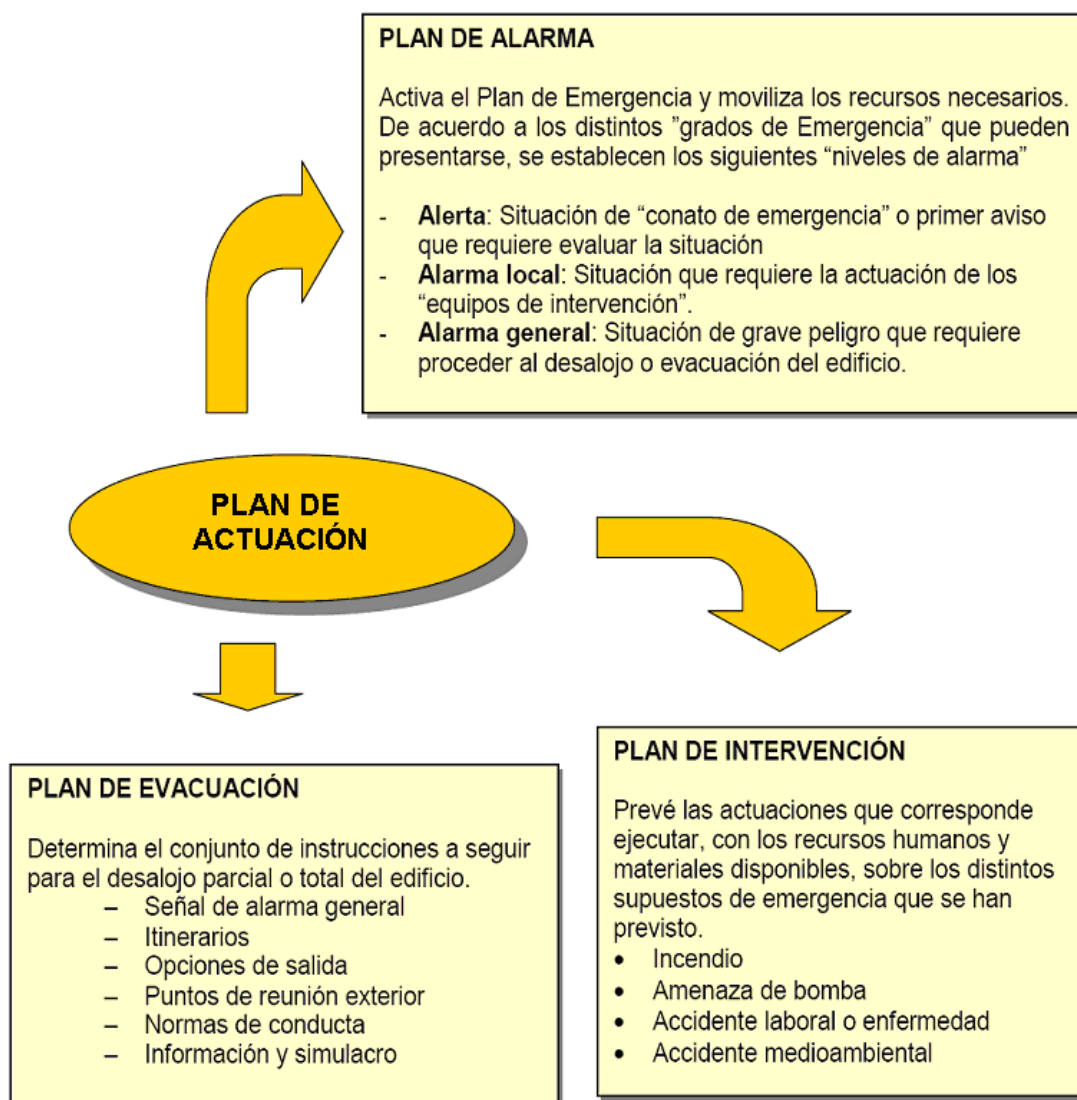 PLAN DE ALARMA
Activa el Plan de Emergencia y moviliza los recursos necesarios.
De acuerdo a los distintos ”grados de Emergencia” que pueden
presentarse, se establecen los siguientes “niveles de alarma”
- Alerta: Situación de “conato de emergencia” o primer aviso
que requiere evaluar la situación
- Alarma local: Situación que requiere la actuación de los
“equipos de intervención”.
- Alarma general: Situación de grave peligro que requiere
proceder al desalojo o evacuación del edificio.
PLAN DE
ACTUACIÓN
PLAN DE EVACUACIÓN
Determina el conjunto de instrucciones a seguir
para el desalojo parcial o total del edificio.
– Señal de alarma general
– Itinerarios
– Opciones de salida
– Puntos de reunión exterior
– Normas de conducta
– Información y simulacro
PLAN DE INTERVENCIÓN
Prevé las actuaciones que corresponde
ejecutar, con los recursos humanos y
materiales disponibles, sobre los distintos
supuestos de emergencia que se han
previsto.
• Incendio
• Amenaza de bomba
• Accidente laboral o enfermedad
• Accidente medioambiental